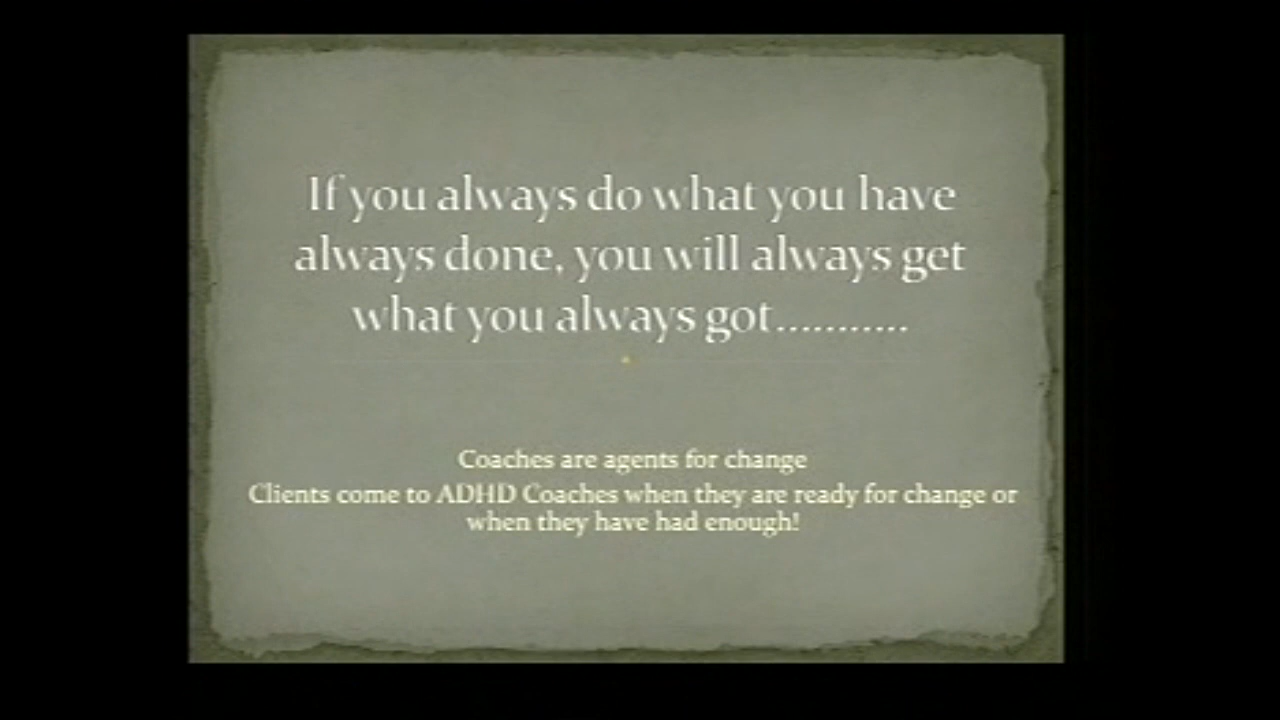 If you always do what you have
always done, you will always get
what you always got...........
Coaches are agents for change
Clients come to ADHD Coaches when they are ready for change or
when they have had enough!